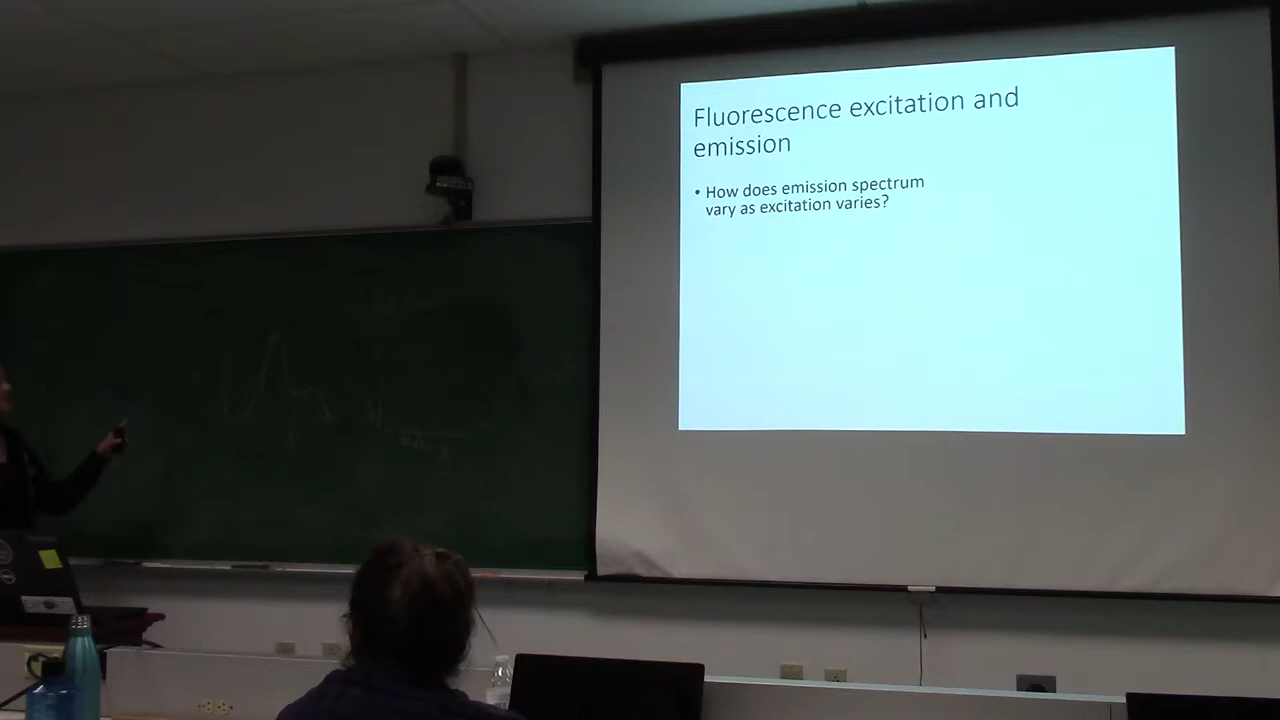 Fluorescence excitation and
emission
• How does emission spectrum
vary as excitation varies?